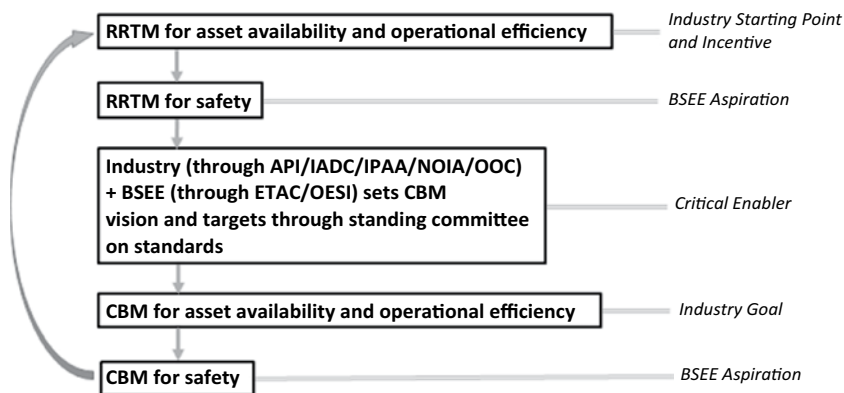 RRTM for asset availability and operational efficiency
Industry Starting Point
and Incentive
RRTM for safety
BSEE Aspiration
Industry (through API/IADC/IPAA/NOIA/OOC)
+ BSEE (through ETAC/OESI) sets CBM
vision and targets through standing committee
on standards
Critical Enabler
CBM for asset availability and operational efficiency
Industry Goal
CBM for safety
BSEE Aspiration